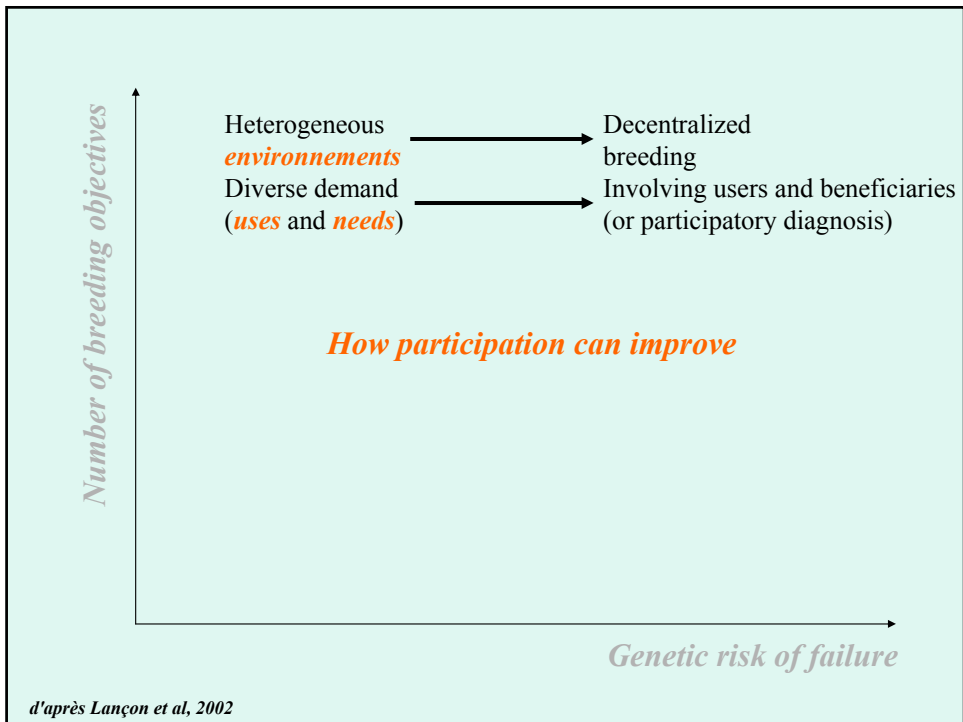 Number of breeding objectives
Heterogeneous
environnements
Diverse demand
(uses and needs)
Decentralized
breeding
Involving users and beneficiaries
(or participatory diagnosis)
How participation can improve
Genetic risk of failure
d'après Lançon et al, 2002